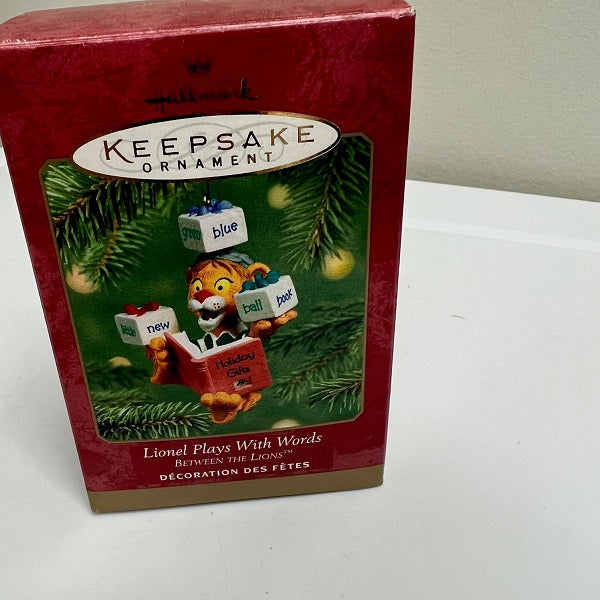 Hallmark
KEEPSAKE
ORNAMENT
green blue
ball book
new
Holiday
Gifts
Lionel Plays With Words
BETWEEN THE LIONS™
DÉCORATION DES FÊTES